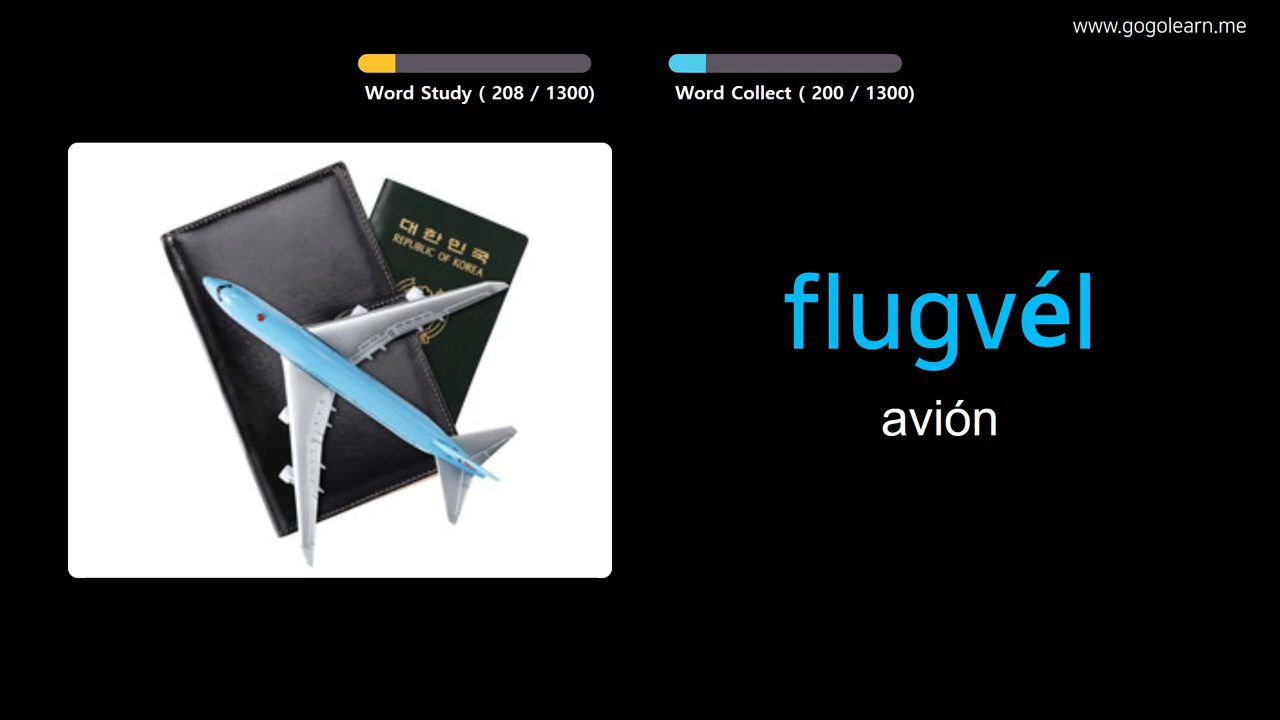 www.gogolearn.me
Word Study ( 208 / 1300)
Word Collect ( 200 / 1300)
대한민국
REPUBLIC OF KOREA
flugvél
avión